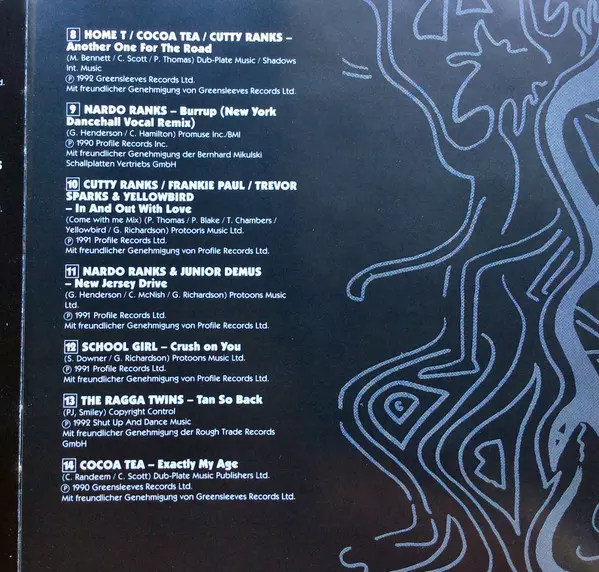 8 HOME T / COCOA TEA / CUTTY RANKS –
Another One For The Road
(M. Bennett / C. Scott / P. Thomas) Dub-Plate Music / Shadows
Int. Music
Ⓟ 1992 Greensleeves Records Ltd.
Mit freundlicher Genehmigung von Greensleeves Records Ltd.
9 NARDO RANKS – Burrup (New York
Dancehall Vocal Remix)
(G. Henderson / C. Hamilton) Promuse Inc./BMI
Ⓟ 1990 Profile Records Inc.
Mit freundlicher Genehmigung der Bernhard Mikulski
Schallplatten Vertriebs GmbH
10 CUTTY RANKS / FRANKIE PAUL / TREVOR
SPARKS & YELLOWBIRD
– In And Out With Love
(Come with me Mix) (P. Thomas / P. Blake / T. Chambers /
Yellowbird / G. Richardson) Protoons Music Ltd.
Ⓟ 1991 Profile Records Ltd.
Mit freundlicher Genehmigung von Profile Records Ltd.
11 NARDO RANKS & JUNIOR DEMUS
– New Jersey Drive
(G. Henderson / C. McNish / G. Richardson) Protoons Music
Ltd.
Ⓟ 1991 Profile Records Ltd.
Mit freundlicher Genehmigung von Profile Records Ltd.
12 SCHOOL GIRL – Crush on You
(S. Downer / G. Richardson) Protoons Music Ltd.
Ⓟ 1991 Profile Records Ltd.
Mit freundlicher Genehmigung von Profile Records Ltd.
13 THE RAGGA TWINS – Tan So Back
(PJ, Smiley) Copyright Control
Ⓟ 1992 Shut Up And Dance Music
Mit freundlicher Genehmigung der Rough Trade Records
GmbH
14 COCOA TEA – Exactly My Age
(C. Randeem / C. Scott) Dub-Plate Music Publishers Ltd.
Ⓟ 1990 Greensleeves Records Ltd.
Mit freundlicher Genehmigung von Greensleeves Records Ltd.